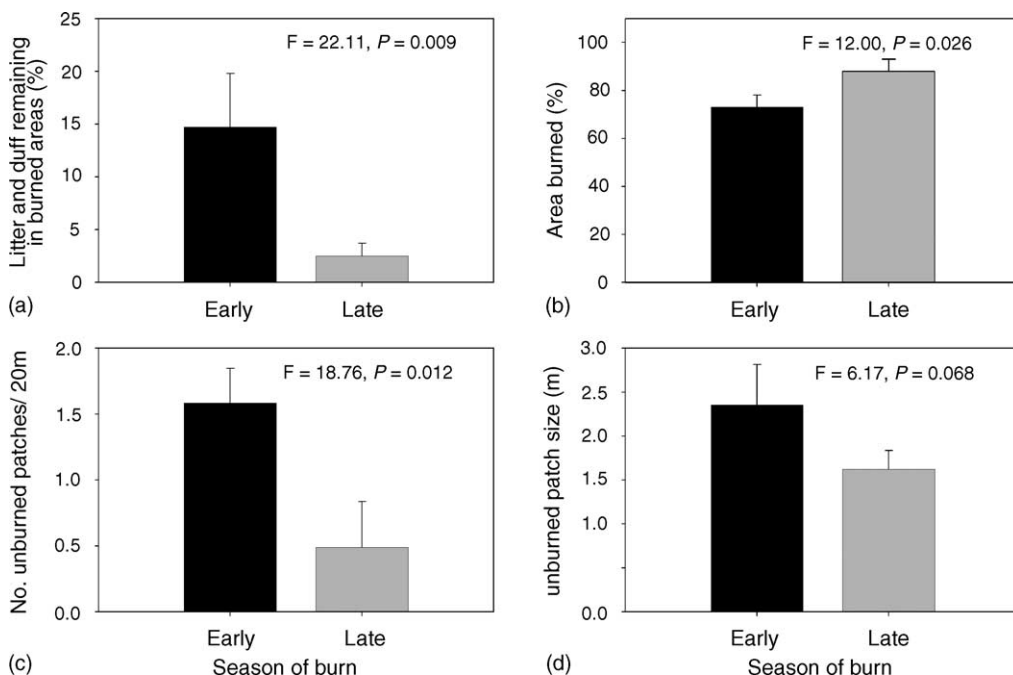 Litter and duff remaining
in burned areas (%)
25
20
15
10
5
0
F = 22.11, P = 0.009
Early
Late
(a)
Area burned (%)
100
80
60
40
80
0
F = 12.00, P = 0.026
Early
Late
(b)
No. unburned patches/ 20m
2.0
1.5
1.0
0.5
0.0
F = 18.76, P = 0.012
Early
Late
Season of burn
(c)
unburned patch size (m)
3.0
2.5
2.0
1.5
1.0
0.0
F = 6.17, P = 0.068
Early
Late
Season of burn
(d)